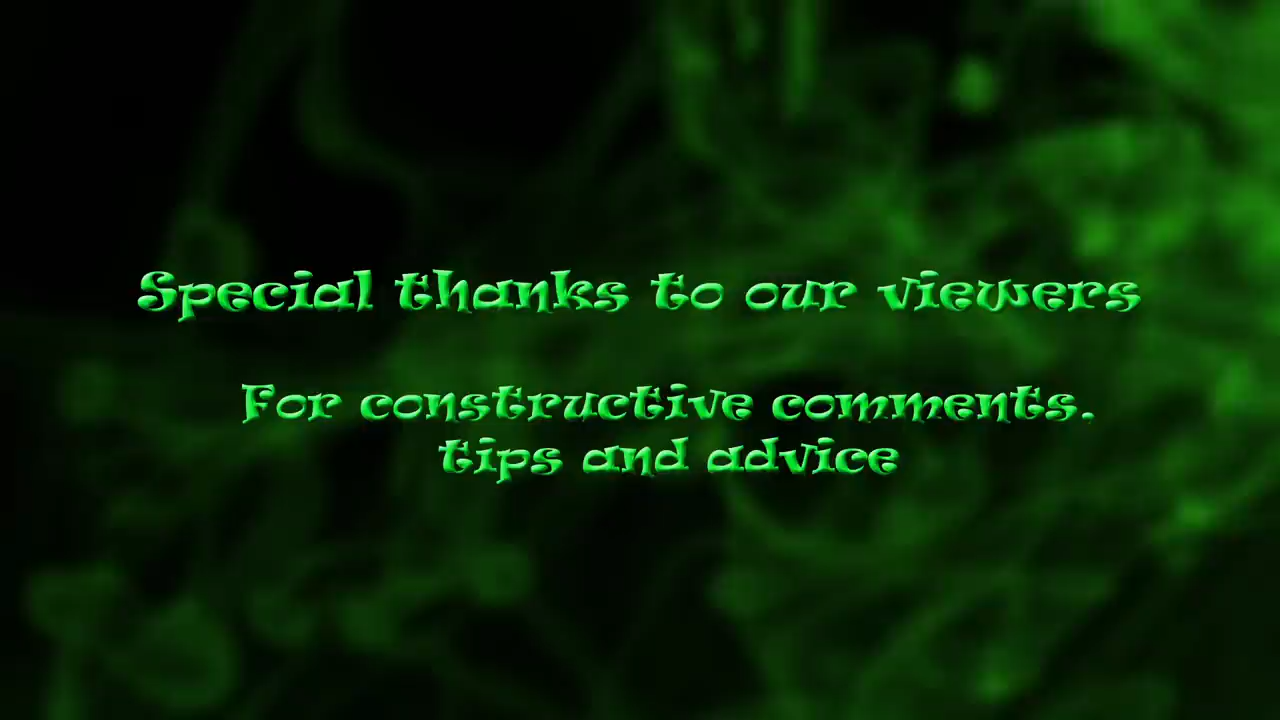 Special thanks to our viewers
For constructive comments,
tips and advice